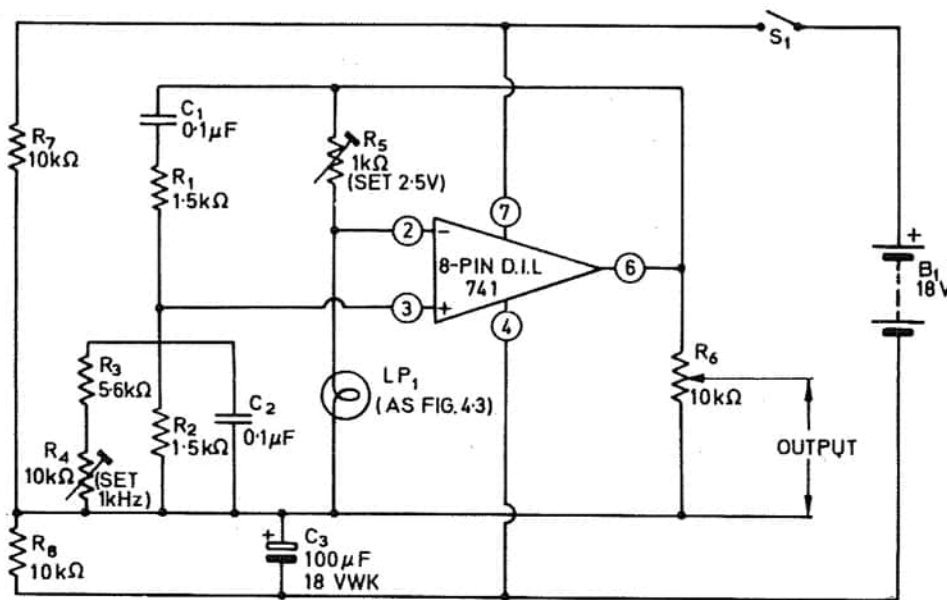 S1
C1
0·1µF
R7
10kΩ
R5
1kΩ
(SET 2.5V)
R1
1·5kΩ
7
2
−
8-PIN D.I.L
741
6
+
B1
18V
3
+
4
R3
5·6kΩ
LP1
(AS FIG. 4·3)
R6
10kΩ
C2
0·1µF
R2
1·5kΩ
R4
10kΩ
(SET
1kHz)
OUTPUT
R8
10kΩ
+
C3
100µF
18 VWK